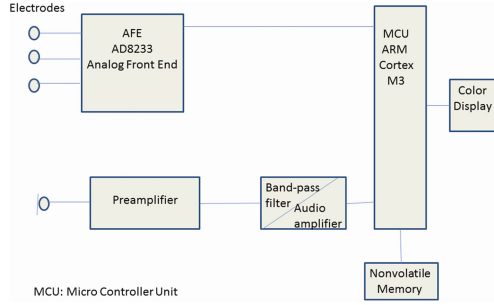 Electrodes
AFE
AD8233
Analog Front End
MCU
ARM
Cortex
M3
Color
Display
Preamplifier
Band-pass
filter
Audio
amplifier
Nonvolatile
Memory
MCU: Micro Controller Unit